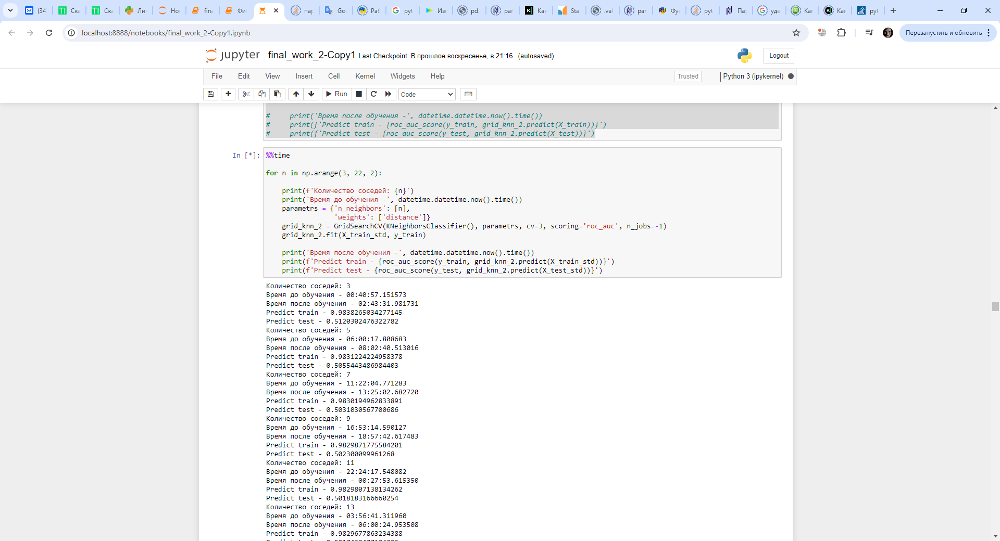 (34
Ска
Ска
Ли
Ho
fina
Фи
пар
Goo
Раб
pyt
Изм
pd.
par
Как
Sta
.val
par
Фу
pyt
Па
уда
Как
Как
pyt
localhost:8888/notebooks/final_work_2-Copy1.ipynb
Перезапустить и обновить
jupyter final_work_2-Copy1 Last Checkpoint: В прошлое воскресенье, в 21:16 (autosaved)
Logout
File Edit View Insert Cell Kernel Widgets Help
Trusted
Python 3 (ipykernel)
Run
Code
#     print('Время после обучения -', datetime.datetime.now().time())
#     print(f'Predict train - {roc_auc_score(y_train, grid_knn_2.predict(X_train))}')
#     print(f'Predict test - {roc_auc_score(y_test, grid_knn_2.predict(X_test))}')
In [*]:
%%time
for n in np.arange(3, 22, 2):
    print(f'Количество соседей: {n}')
    print('Время до обучения -', datetime.datetime.now().time())
    parametrs = {'n_neighbors': [n],
                 'weights': ['distance']}
    grid_knn_2 = GridSearchCV(KNeighborsClassifier(), parametrs, cv=3, scoring='roc_auc', n_jobs=-1)
    grid_knn_2.fit(X_train_std, y_train)
    print('Время после обучения -', datetime.datetime.now().time())
    print(f'Predict train - {roc_auc_score(y_train, grid_knn_2.predict(X_train_std))}')
    print(f'Predict test - {roc_auc_score(y_test, grid_knn_2.predict(X_test_std))}')
Количество соседей: 3
Время до обучения - 00:40:57.151573
Время после обучения - 02:43:31.981731
Predict train - 0.9838265034277145
Predict test - 0.5120302476322782
Количество соседей: 5
Время до обучения - 06:00:17.808683
Время после обучения - 08:02:40.513016
Predict train - 0.9831224224958378
Predict test - 0.5055443486984403
Количество соседей: 7
Время до обучения - 11:22:04.771283
Время после обучения - 13:25:02.682720
Predict train - 0.9830194962833891
Predict test - 0.5031030567700686
Количество соседей: 9
Время до обучения - 16:53:14.590127
Время после обучения - 18:57:42.617483
Predict train - 0.9829871775584201
Predict test - 0.502300099961268
Количество соседей: 11
Время до обучения - 22:24:17.548082
Время после обучения - 00:27:53.615350
Predict train - 0.9829807138134262
Predict test - 0.5018183166660254
Количество соседей: 13
Время до обучения - 03:56:41.311960
Время после обучения - 06:00:24.953508
Predict train - 0.9829677863234388